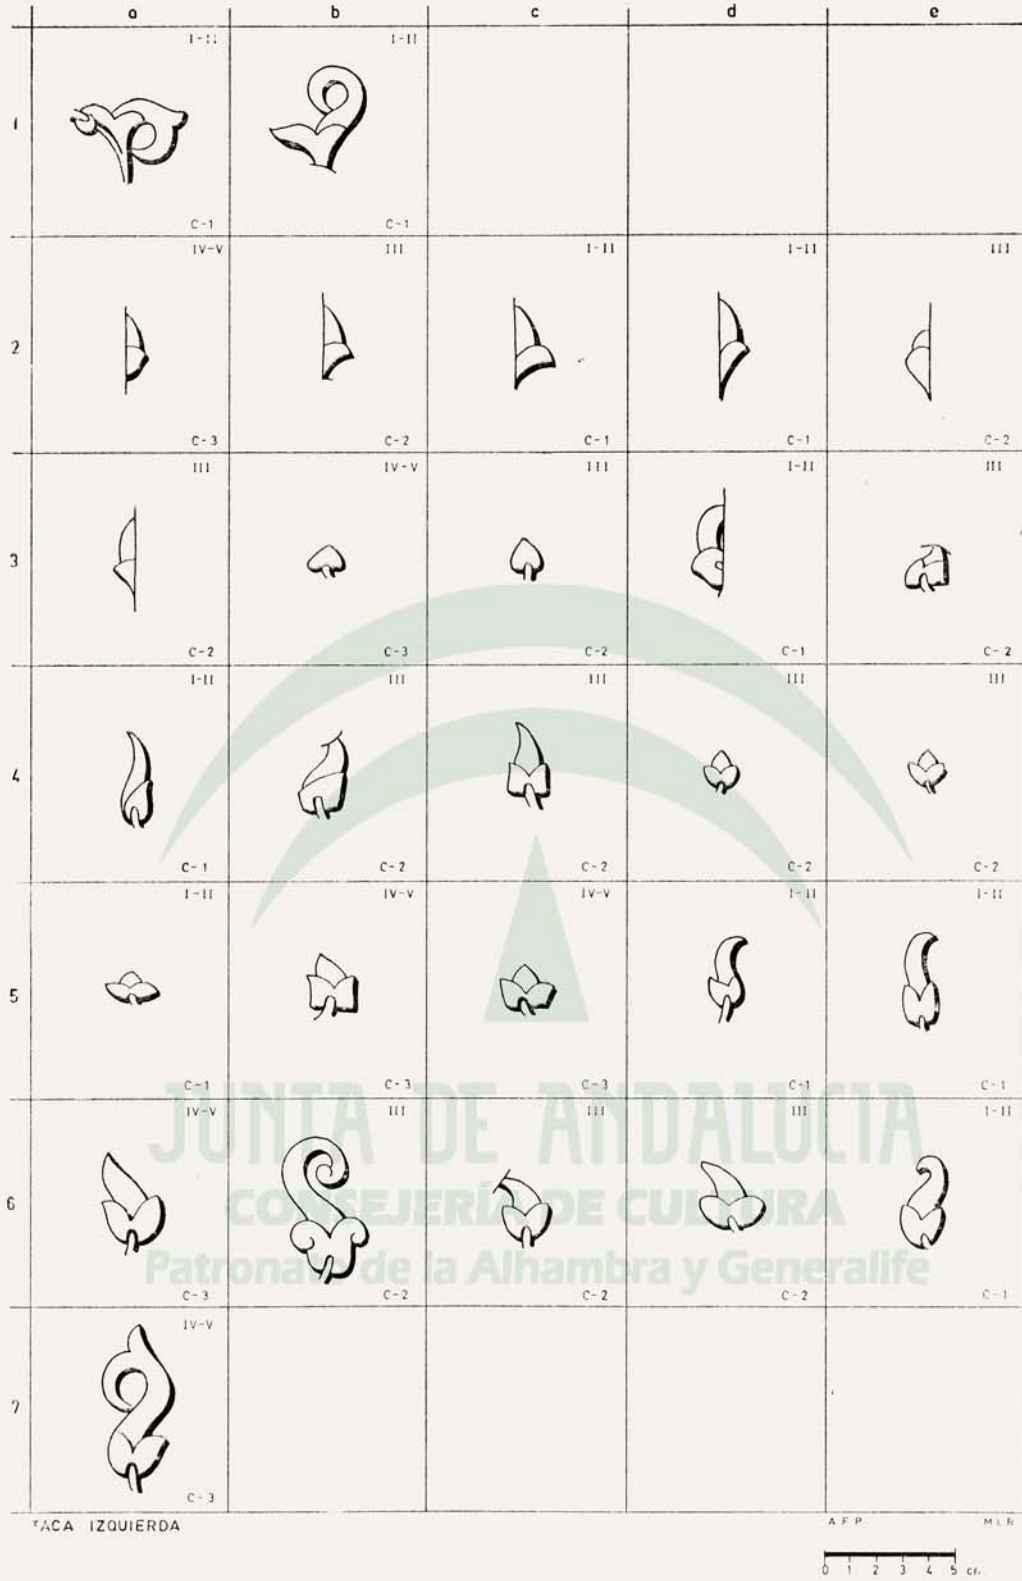 a b c d e
I-II I-II
1
C-1 C-1
IV-V III I-II I-II III
2
C-3 C-2 C-1 C-1 C-2
III IV-V III I-II III
3
C-2 C-3 C-2 C-1 C-2
I-II III III III III
4
C-1 C-2 C-2 C-2 C-2
I-II IV-V IV-V I-II I-II
5
C-1 C-3 C-3 C-1 C-1
JUNTA DE ANDALUCIA
IV-V III III III I-II
6
CONSEJERÍA DE CULTURA
Patronato de la Alhambra y Generalife
C-3 C-2 C-2 C-2 C-1
IV-V
7
C-3
TACA IZQUIERDA A.F.P. M.L.R.
0 1 2 3 4 5